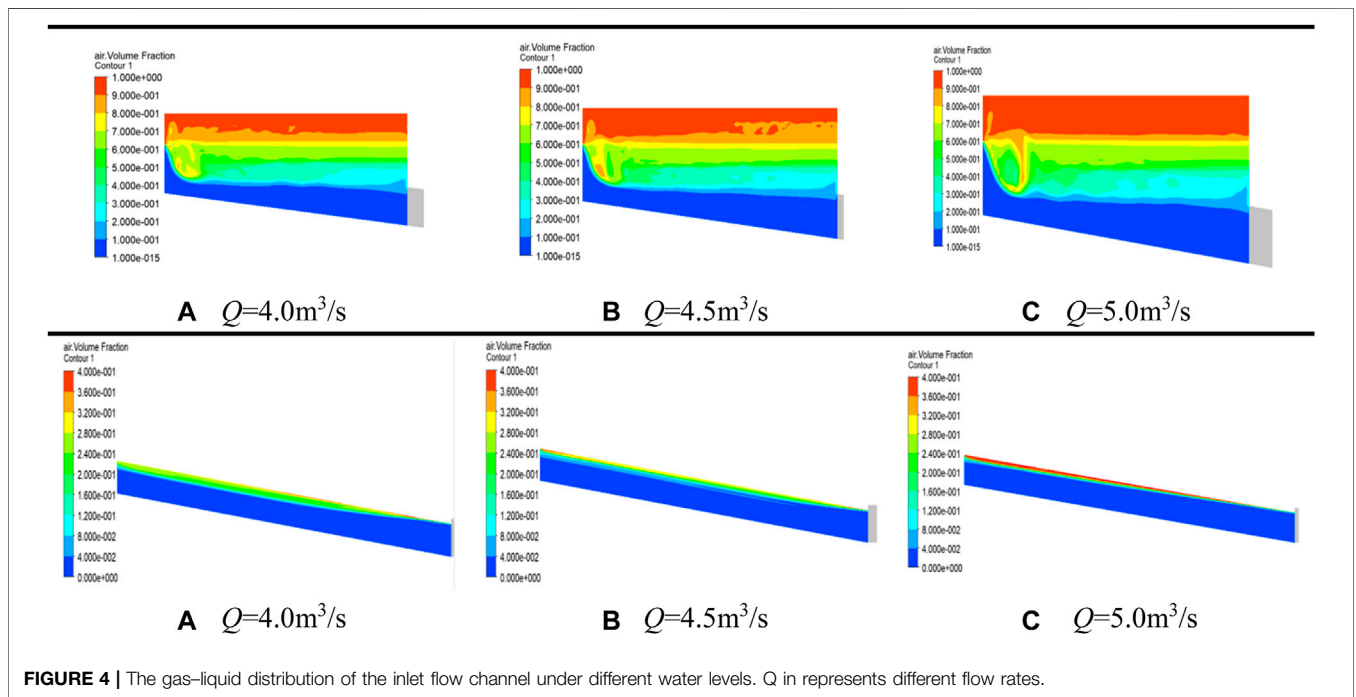 air.Volume Fraction
Contour 1
1.000e+000
9.000e-001
8.000e-001
7.000e-001
6.000e-001
5.000e-001
4.000e-001
3.000e-001
2.000e-001
1.000e-001
1.000e-015
A Q=4.0m³/s
air.Volume Fraction
Contour 1
1.000e+000
9.000e-001
8.000e-001
7.000e-001
6.000e-001
5.000e-001
4.000e-001
3.000e-001
2.000e-001
1.000e-001
1.000e-015
B Q=4.5m³/s
air.Volume Fraction
Contour 1
1.000e+000
9.000e-001
8.000e-001
7.000e-001
6.000e-001
5.000e-001
4.000e-001
3.000e-001
2.000e-001
1.000e-001
1.000e-015
C Q=5.0m³/s
air.Volume Fraction
Contour 1
4.000e-001
3.600e-001
3.200e-001
2.800e-001
2.400e-001
2.000e-001
1.600e-001
1.200e-001
8.000e-002
4.000e-002
0.000e+000
A Q=4.0m³/s
air.Volume Fraction
Contour 1
4.000e-001
3.600e-001
3.200e-001
2.800e-001
2.400e-001
2.000e-001
1.600e-001
1.200e-001
8.000e-002
4.000e-002
0.000e+000
B Q=4.5m³/s
air.Volume Fraction
Contour 1
4.000e-001
3.600e-001
3.200e-001
2.800e-001
2.400e-001
2.000e-001
1.600e-001
1.200e-001
8.000e-002
4.000e-002
0.000e+000
C Q=5.0m³/s
FIGURE 4 | The gas–liquid distribution of the inlet flow channel under different water levels. Q in represents different flow rates.